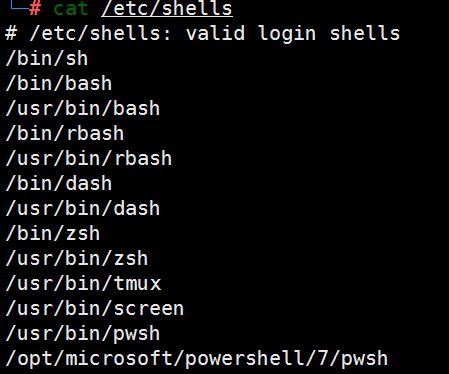 └─# cat /etc/shells
# /etc/shells: valid login shells
/bin/sh
/bin/bash
/usr/bin/bash
/bin/rbash
/usr/bin/rbash
/bin/dash
/usr/bin/dash
/bin/zsh
/usr/bin/zsh
/usr/bin/tmux
/usr/bin/screen
/usr/bin/pwsh
/opt/microsoft/powershell/7/pwsh